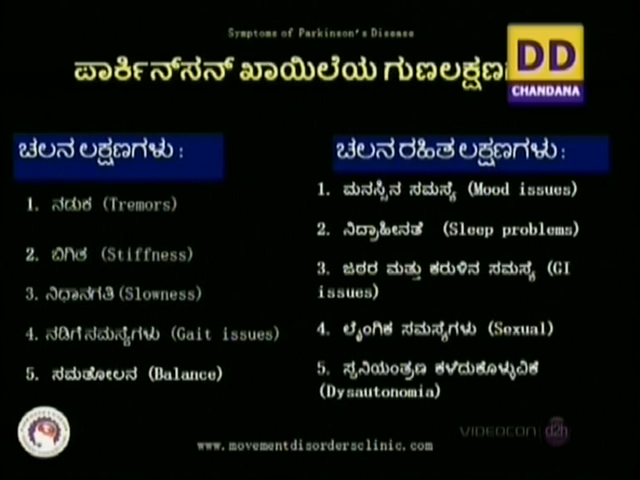 Symptoms of Parkinson's Disease
ಪಾರ್ಕಿನ್‌ಸನ್ ಖಾಯಿಲೆಯ
DD
CHANDANA
ಚಲನ ಲಕ್ಷಣಗಳು :
1. ನಡುಕ (Tremors)
2. ಬಿಗಿತ (Stiffness)
3. ನಿಧಾನಗತಿ (Slowness)
4. ನಡಿಗೆ ಸಮಸ್ಯೆಗಳು (Gait issues)
5. ಸಮತೋಲನ (Balance)
ಚಲನ ರಹಿತ ಲಕ್ಷಣಗಳು :
1. ಮನಸ್ಸಿನ ಸಮಸ್ಯೆ (Mood issues)
2. ನಿದ್ರಾಹೀನತೆ (Sleep problems)
3. ಜಠರ ಮತ್ತು ಕರುಳಿನ ಸಮಸ್ಯೆ (GI
issues)
4. ಲೈಂಗಿಕ ಸಮಸ್ಯೆಗಳು (Sexual)
5. ಸ್ವನಿಯಂತ್ರಣ ಕಳೆದುಕೊಳ್ಳುವಿಕೆ
(Dysautonomia)
www.movementdisordersclinic.com
VIDEOCON d2h